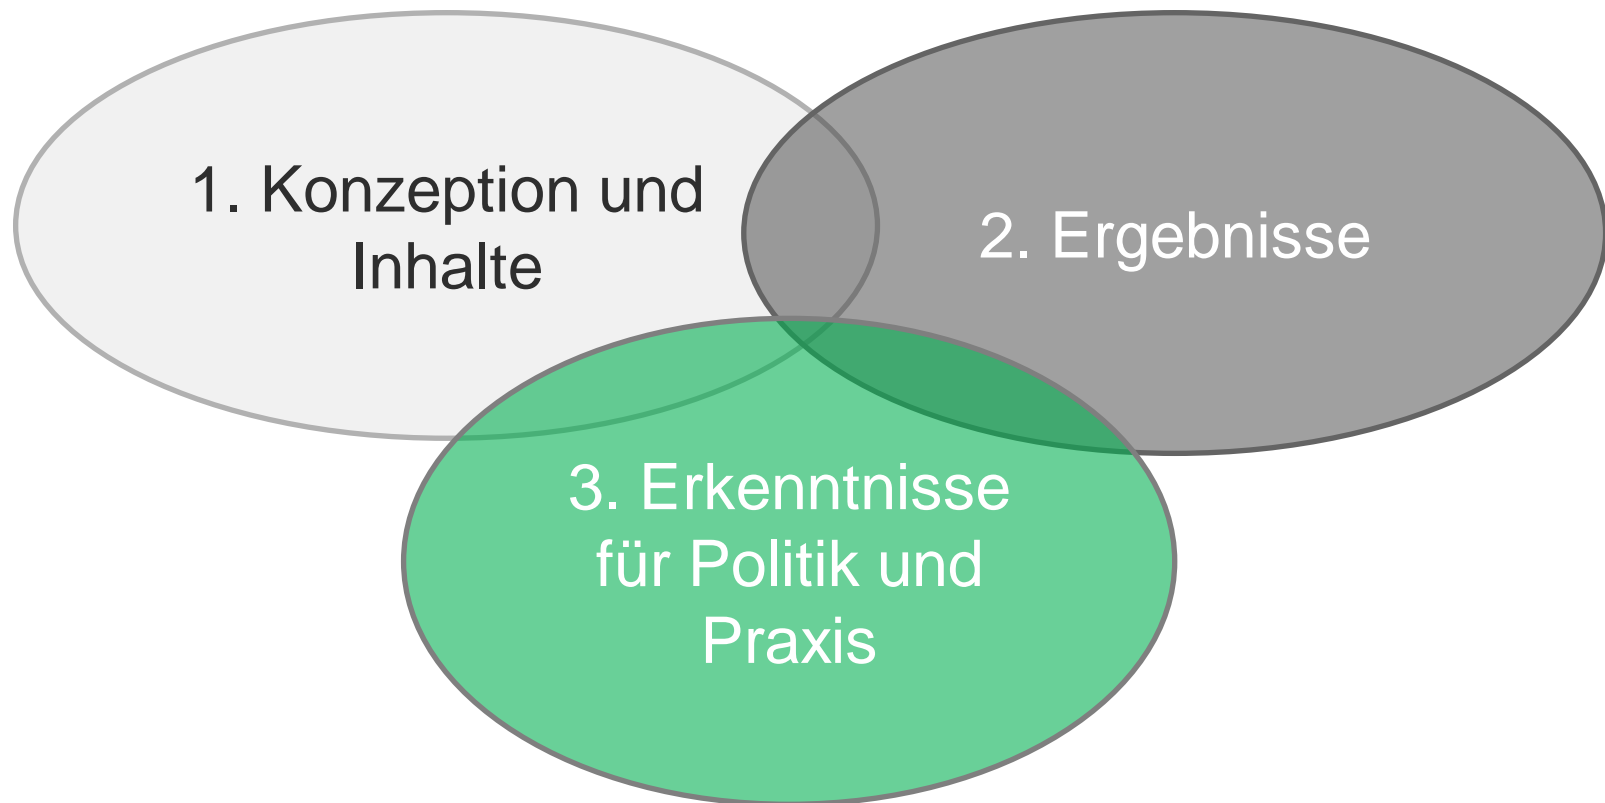 1. Konzeption und
Inhalte
2. Ergebnisse
3. Erkenntnisse
für Politik und
Praxis